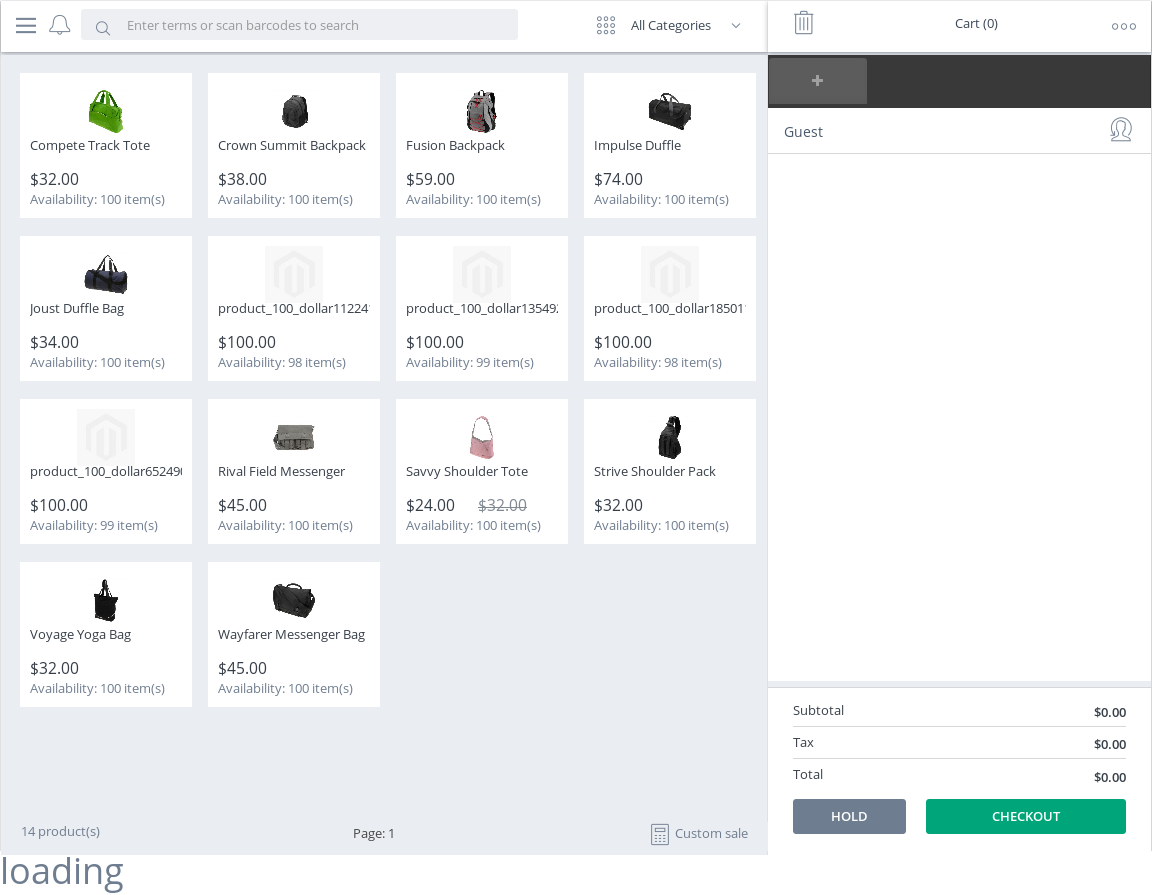 Enter terms or scan barcodes to search
All Categories
Cart (0)
Guest
Compete Track Tote
$32.00
Availability: 100 item(s)
Crown Summit Backpack
$38.00
Availability: 100 item(s)
Fusion Backpack
$59.00
Availability: 100 item(s)
Impulse Duffle
$74.00
Availability: 100 item(s)
Joust Duffle Bag
$34.00
Availability: 100 item(s)
product_100_dollar11224
$100.00
Availability: 98 item(s)
product_100_dollar13549
$100.00
Availability: 99 item(s)
product_100_dollar18501
$100.00
Availability: 98 item(s)
product_100_dollar65249
$100.00
Availability: 99 item(s)
Rival Field Messenger
$45.00
Availability: 100 item(s)
Savvy Shoulder Tote
$24.00 $32.00
Availability: 100 item(s)
Strive Shoulder Pack
$32.00
Availability: 100 item(s)
Voyage Yoga Bag
$32.00
Availability: 100 item(s)
Wayfarer Messenger Bag
$45.00
Availability: 100 item(s)
14 product(s)
Page: 1
Custom sale
Subtotal $0.00
Tax $0.00
Total $0.00
HOLD
CHECKOUT
loading